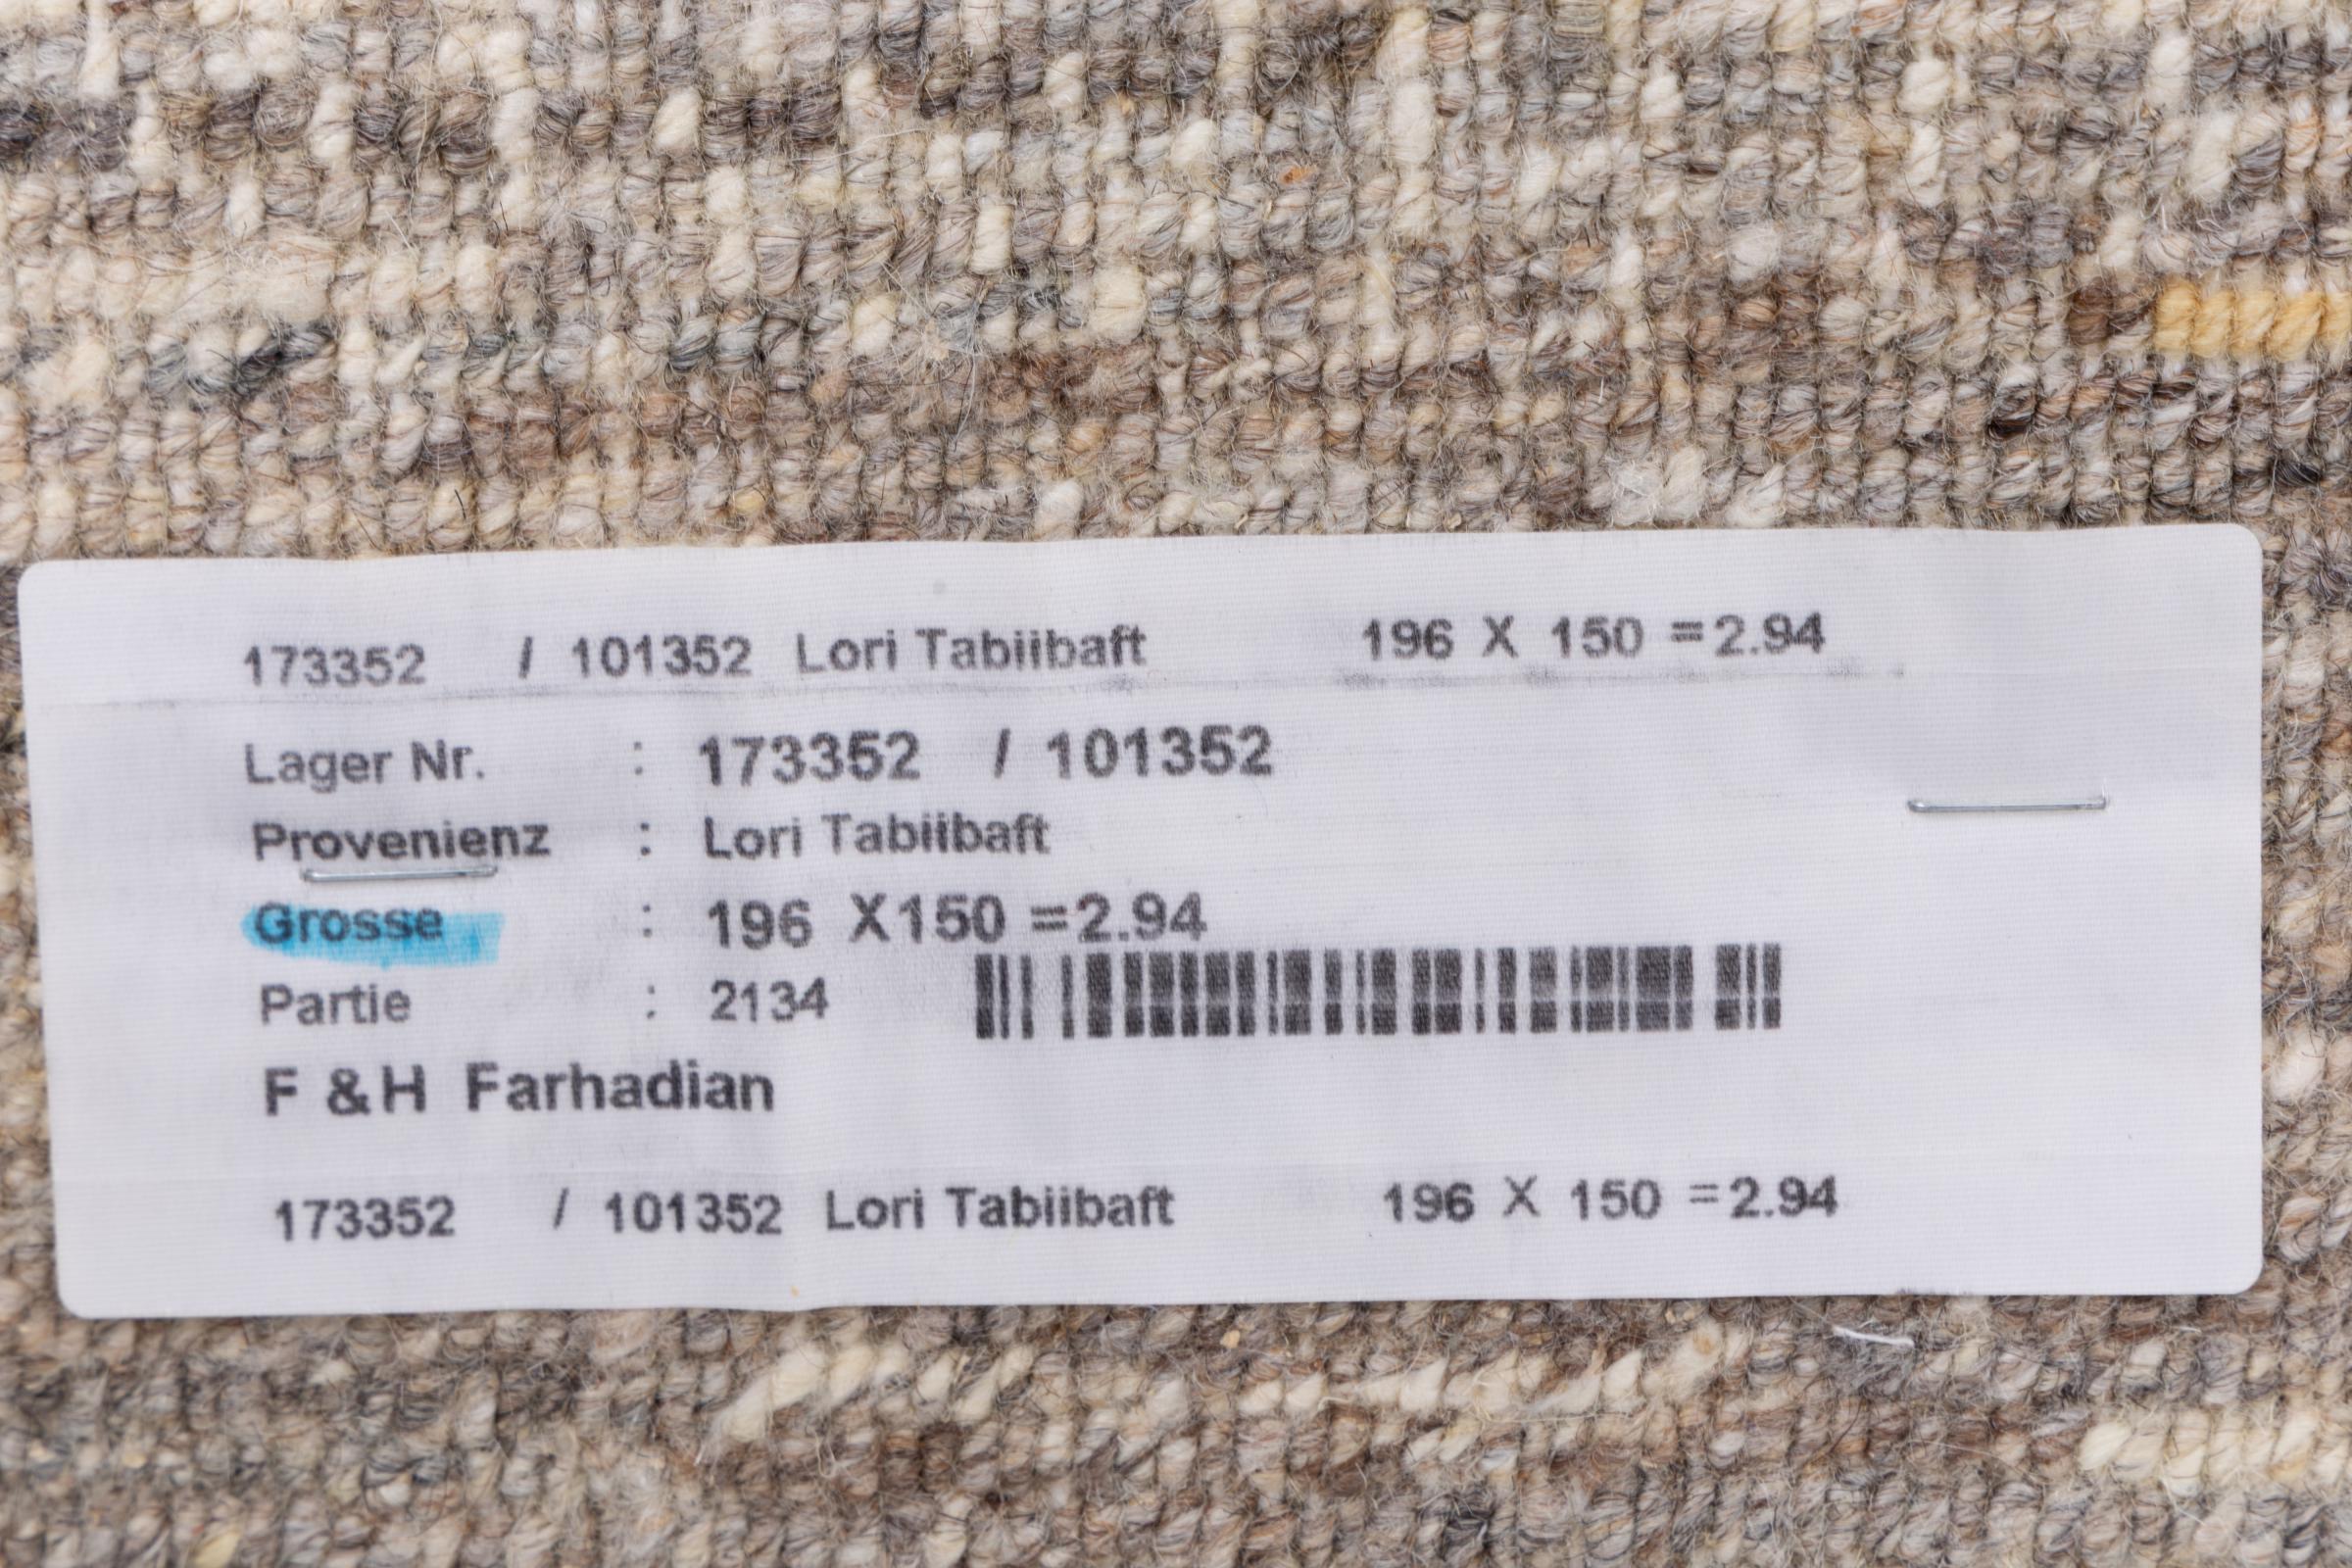 173352 / 101352 Lori Tabiibaft 196 X 150 =2.94
Lager Nr. : 173352 / 101352
Provenienz : Lori Tabiibaft
Grosse : 196 X150 =2.94
Partie : 2134
F &H Farhadian
173352 / 101352 Lori Tabiibaft 196 X 150 =2.94